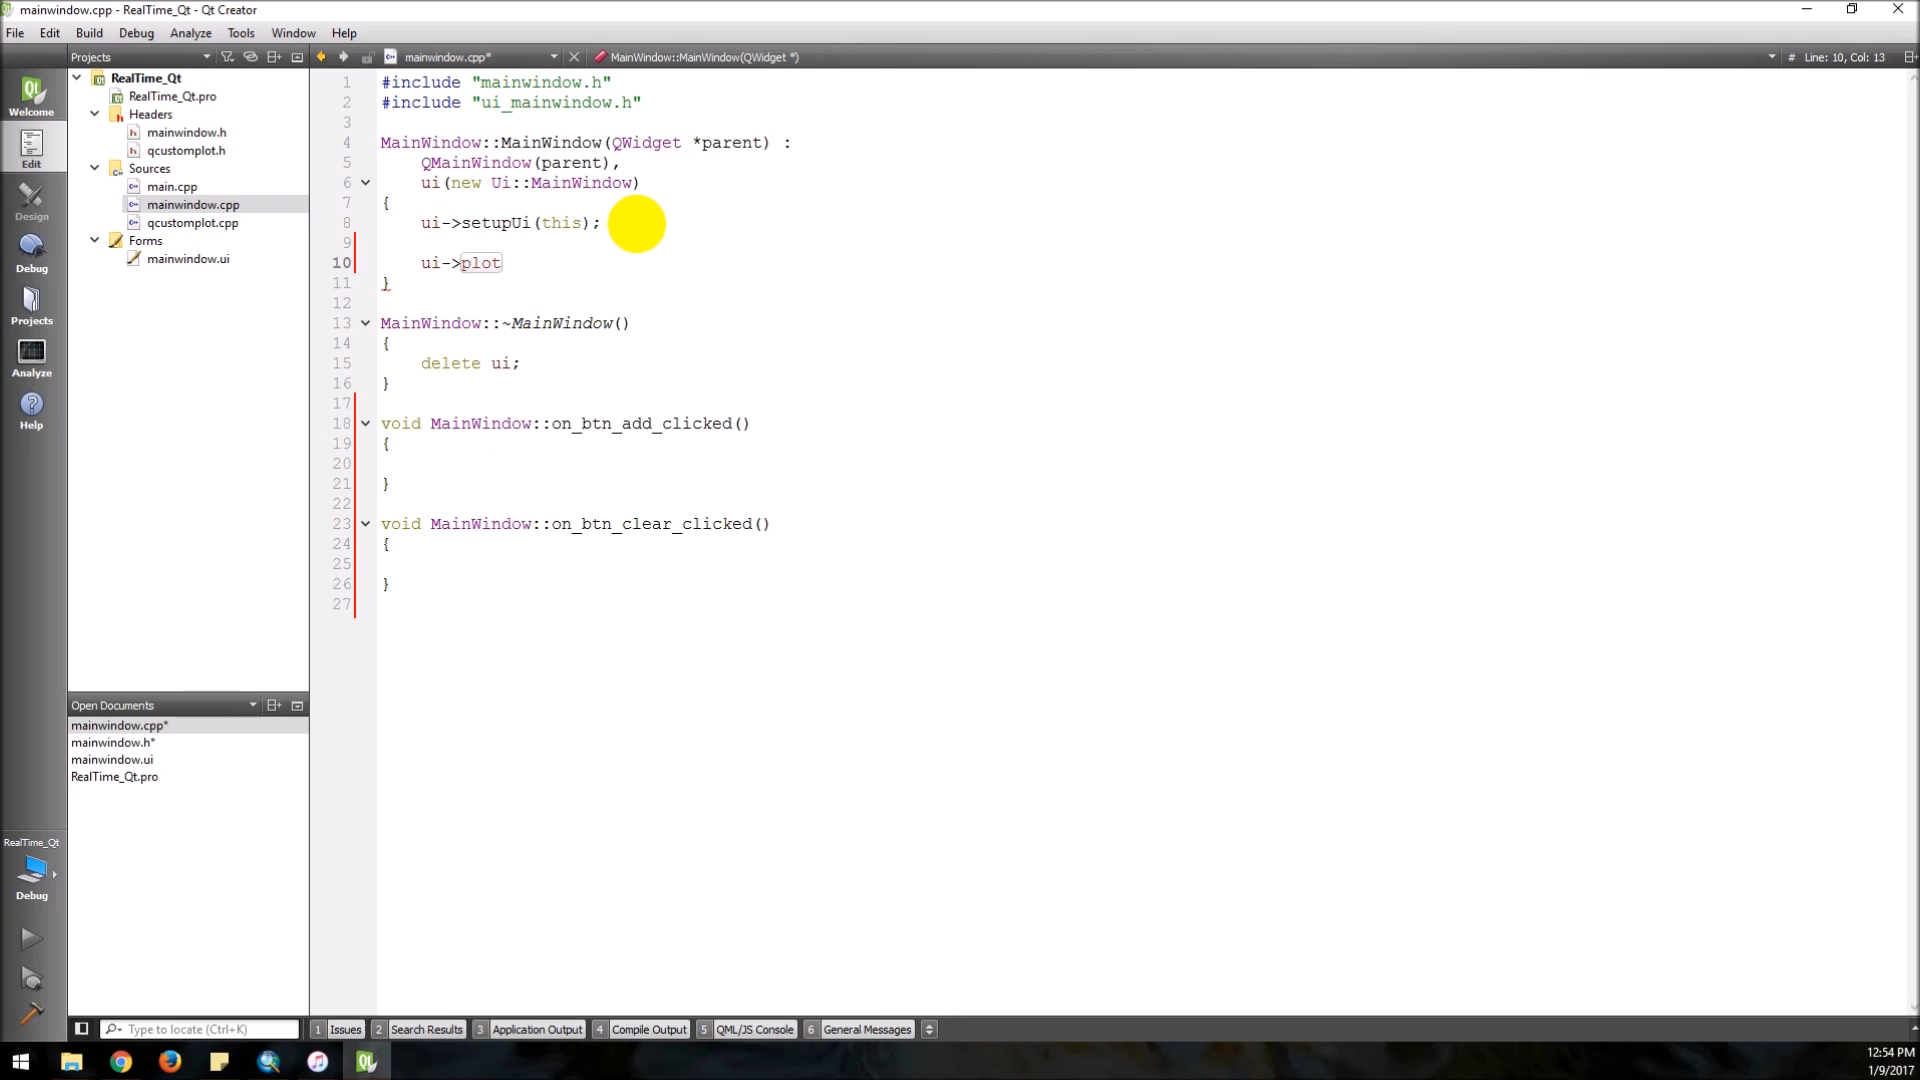 mainwindow.cpp - RealTime_Qt - Qt Creator
File Edit Build Debug Analyze Tools Window Help
Projects
mainwindow.cpp*
MainWindow::MainWindow(QWidget *)
# Line: 10, Col: 13
Welcome
Edit
Design
Debug
Projects
Analyze
Help
RealTime_Qt
RealTime_Qt.pro
Headers
mainwindow.h
qcustomplot.h
Sources
main.cpp
mainwindow.cpp
qcustomplot.cpp
Forms
mainwindow.ui
1 #include "mainwindow.h"
2 #include "ui_mainwindow.h"
3
4 MainWindow::MainWindow(QWidget *parent) :
5 QMainWindow(parent),
6 ui(new Ui::MainWindow)
7 {
8 ui->setupUi(this);
9
10 ui->plot
11 }
12
13 MainWindow::~MainWindow()
14 {
15 delete ui;
16 }
17
18 void MainWindow::on_btn_add_clicked()
19 {
20
21 }
22
23 void MainWindow::on_btn_clear_clicked()
24 {
25
26 }
27
Open Documents
mainwindow.cpp*
mainwindow.h*
mainwindow.ui
RealTime_Qt.pro
RealTime_Qt
Debug
Type to locate (Ctrl+K)
1 Issues 2 Search Results 3 Application Output 4 Compile Output 5 QML/JS Console 6 General Messages
12:54 PM
1/9/2017